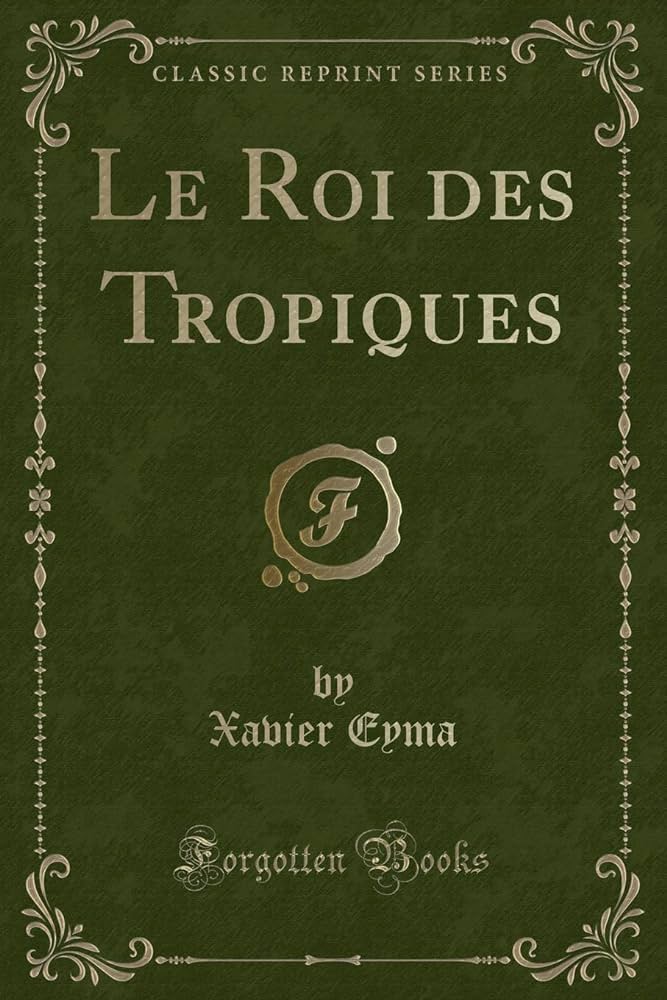 CLASSIC REPRINT SERIES
LE ROI DES
TROPIQUES
F
by
Xavier Eyma
Forgotten Books